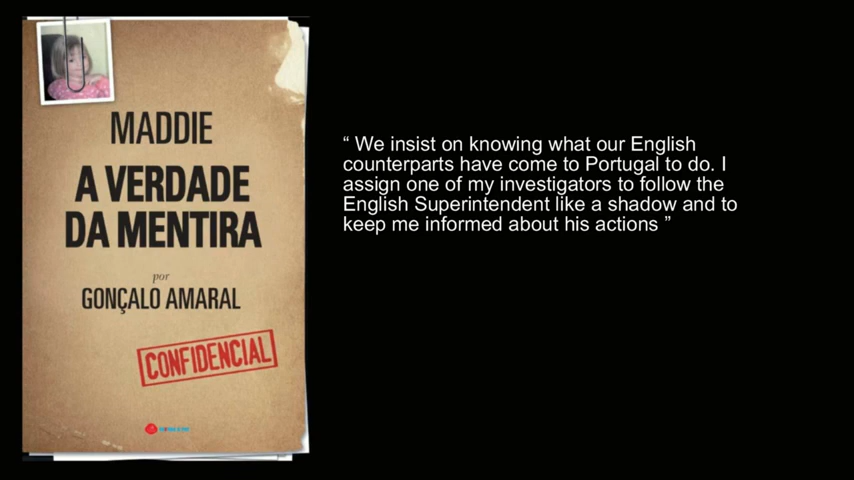 MADDIE
A VERDADE
DA MENTIRA
por
GONÇALO AMARAL
CONFIDENCIAL
“ We insist on knowing what our English
counterparts have come to Portugal to do. I
assign one of my investigators to follow the
English Superintendent like a shadow and to
keep me informed about his actions ”